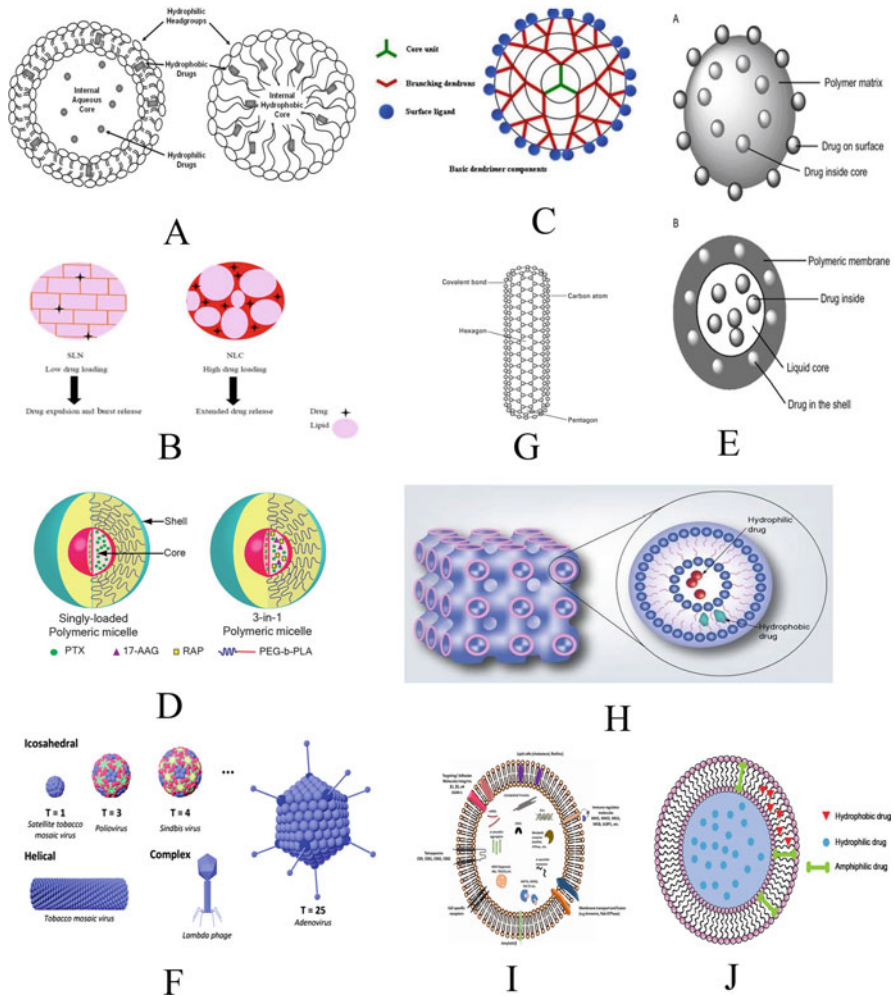 Hydrophilic
Headgroups
Hydrophobic
Drugs
Internal
Aqueous
Core
Internal
Hydrophobic
Core
Hydrophilic
Drugs
A
Core unit
Branching dendrons
Surface ligand
Basic dendrimer components
C
A
Polymer matrix
Drug on surface
Drug inside core
B
Polymeric membrane
Drug inside
Liquid core
Drug in the shell
E
SLN
Low drug loading
Drug expulsion and burst release
NLC
High drug loading
Extended drug release
Drug
Lipid
B
Covalent bond
Carbon atom
Hexagon
Pentagon
G
Shell
Core
Singly-loaded
Polymeric micelle
3-in-1
Polymeric micelle
PTX
17-AAG
RAP
PEG-b-PLA
D
Hydrophilic
drug
Hydrophobic
drug
H
Icosahedral
T = 1
Satellite tobacco
mosaic virus
T = 3
Poliovirus
T = 4
Sindbis virus
...
T = 25
Adenovirus
Helical
Tobacco mosaic virus
Complex
Lambda phage
F
I
Hydrophobic drug
Hydrophilic drug
Amphiphilic drug
J